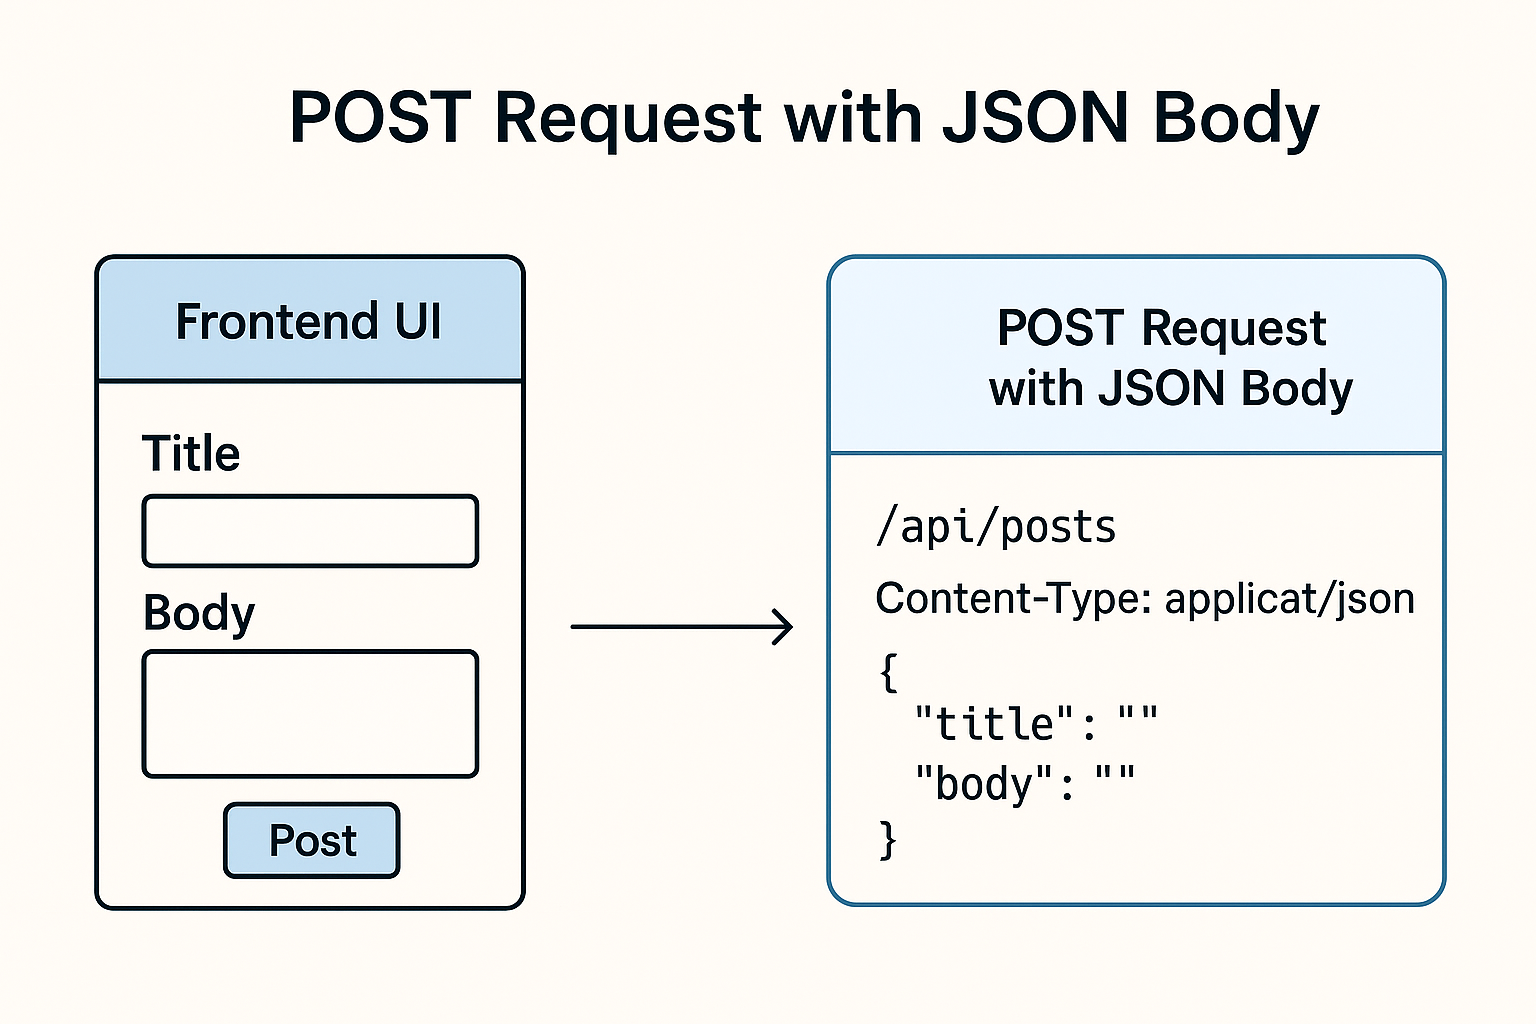 POST Request with JSON Body
Frontend UI
Title
Body
Post
POST Request
with JSON Body
/api/posts
Content-Type: applicat/json
{
"title": ""
"body": ""
}